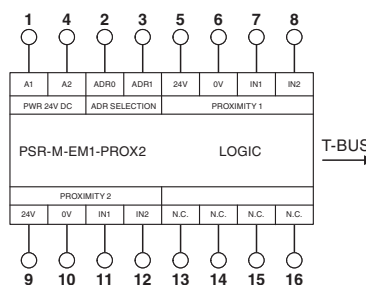 1 4 2 3 5 6 7 8
A1 A2 ADR0 ADR1 24V 0V IN1 IN2
PWR 24V DC ADR SELECTION PROXIMITY 1
PSR-M-EM1-PROX2 LOGIC
T-BUS
PROXIMITY 2
24V 0V IN1 IN2 N.C. N.C. N.C. N.C.
9 10 11 12 13 14 15 16